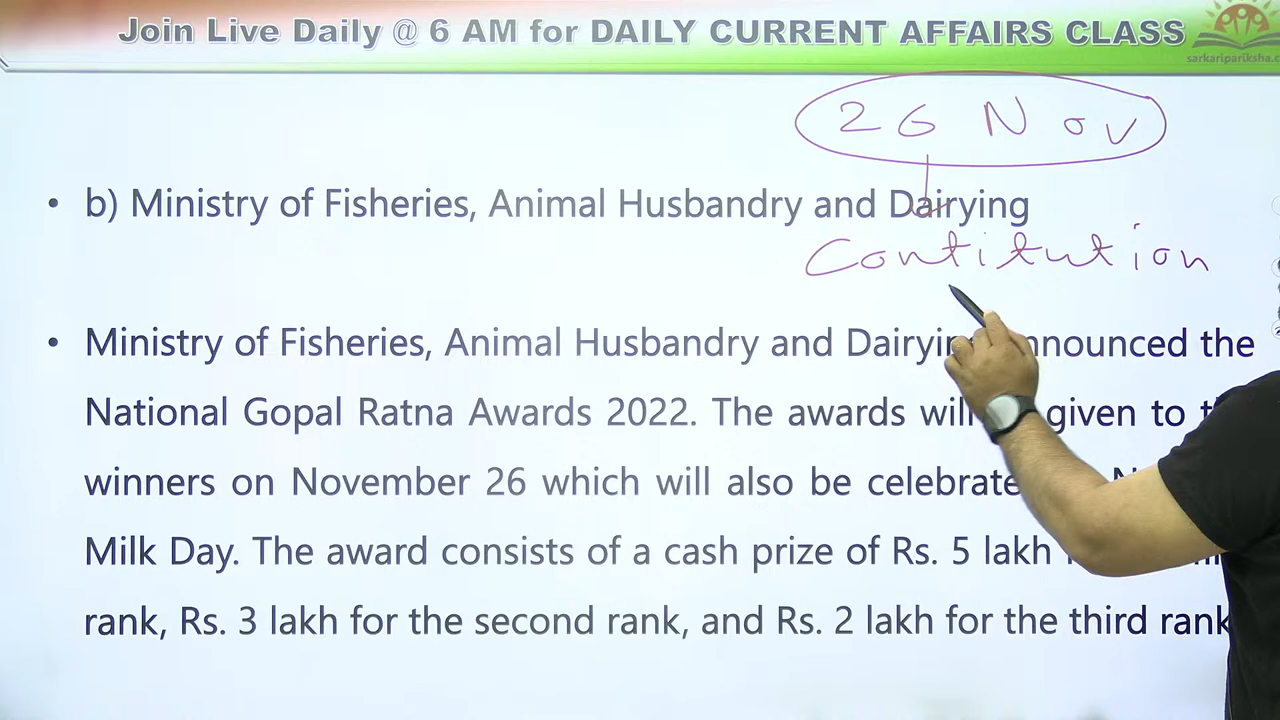 Join Live Daily @ 6 AM for DAILY CURRENT AFFAIRS CLASS
sarkaripariksha.c
26 Nov
• b) Ministry of Fisheries, Animal Husbandry and Dairying
Contitution
• Ministry of Fisheries, Animal Husbandry and Dairying announced the
National Gopal Ratna Awards 2022. The awards will given to
winners on November 26 which will also be celebrate
Milk Day. The award consists of a cash prize of Rs. 5 lakh
rank, Rs. 3 lakh for the second rank, and Rs. 2 lakh for the third rank